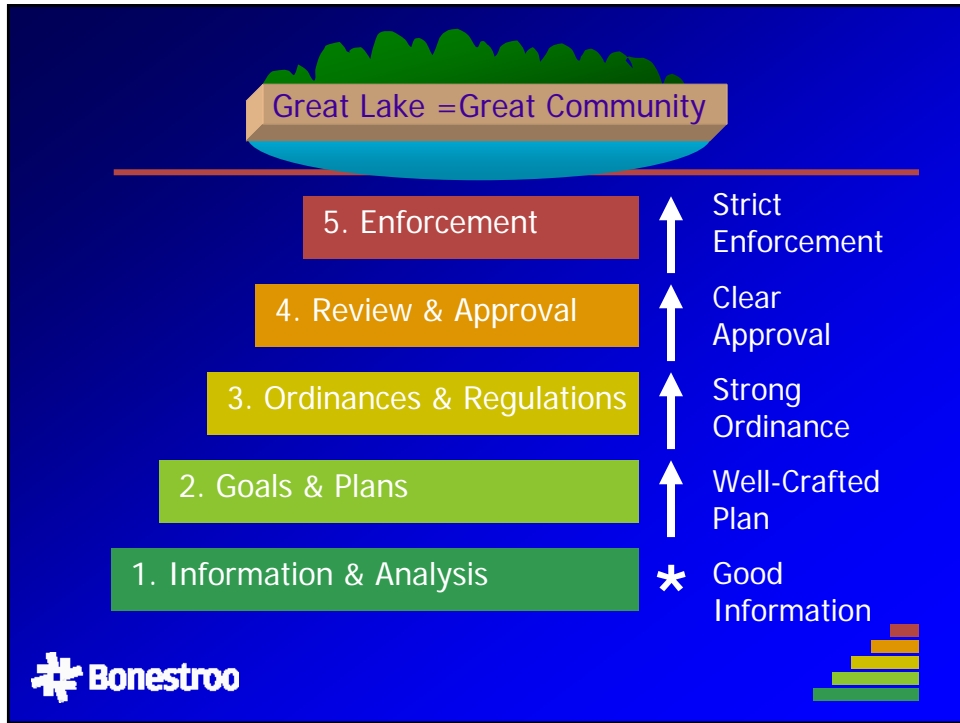 Great Lake =Great Community
5. Enforcement
Strict
Enforcement
4. Review & Approval
Clear
Approval
3. Ordinances & Regulations
Strong
Ordinance
2. Goals & Plans
Well-Crafted
Plan
1. Information & Analysis
* Good
Information
Bonestroo